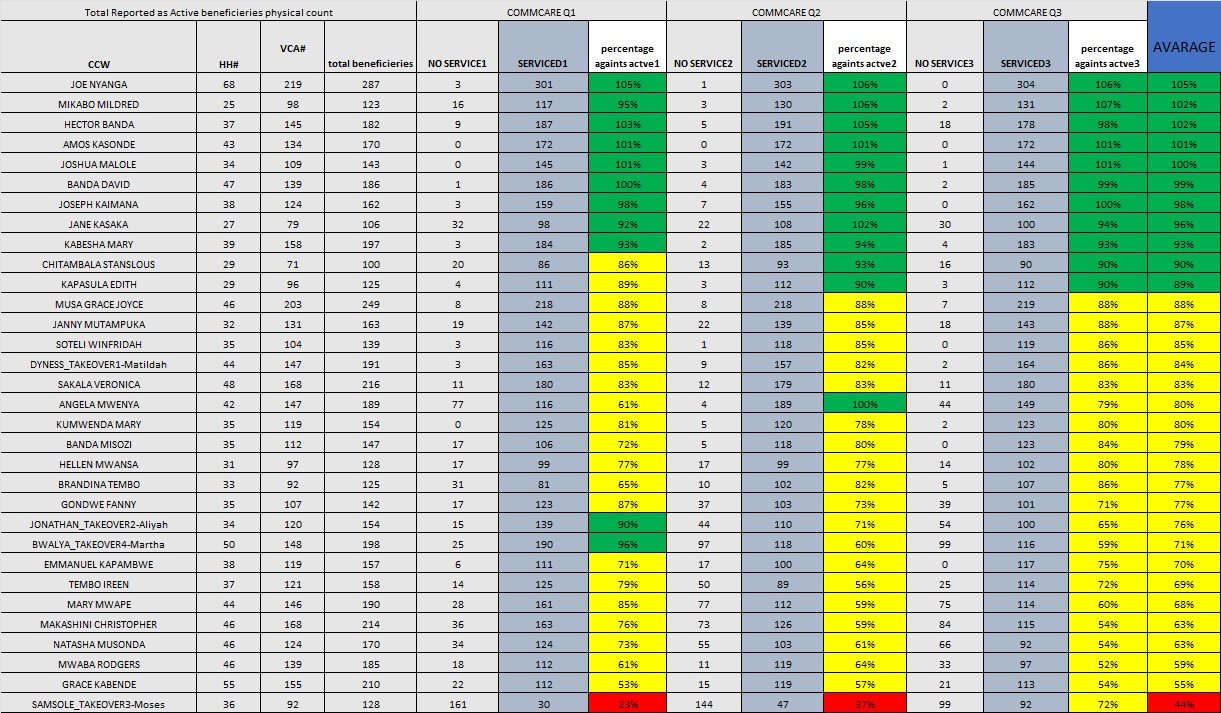 Total Reported as Active beneficieries physical count COMMCARE Q1 COMMCARE Q2 COMMCARE Q3 AVARAGE
CCW HH# VCA# total beneficieries NO SERVICE1 SERVICED1 percentage againts actve1 NO SERVICE2 SERVICED2 percentage againts actve2 NO SERVICE3 SERVICED3 percentage againts actve3
JOE NYANGA 68 219 287 3 301 105% 1 303 106% 0 304 106% 105%
MIKABO MILDRED 25 98 123 16 117 95% 3 130 106% 2 131 107% 102%
HECTOR BANDA 37 145 182 9 187 103% 5 191 105% 18 178 98% 102%
AMOS KASONDE 43 134 170 0 172 101% 0 172 101% 0 172 101% 101%
JOSHUA MALOLE 34 109 143 0 145 101% 3 142 99% 1 144 101% 100%
BANDA DAVID 47 139 186 1 186 100% 4 183 98% 2 185 99% 99%
JOSEPH KAIMANA 38 124 162 3 159 98% 7 155 96% 0 162 100% 98%
JANE KASAKA 27 79 106 32 98 92% 22 108 102% 30 100 94% 96%
KABESHA MARY 39 158 197 3 184 93% 2 185 94% 4 183 93% 93%
CHITAMBALA STANSLOUS 29 71 100 20 86 86% 13 93 93% 16 90 90% 90%
KAPASULA EDITH 29 96 125 4 111 89% 3 112 90% 3 112 90% 89%
MUSA GRACE JOYCE 46 203 249 8 218 88% 8 218 88% 7 219 88% 88%
JANNY MUTAMPUKA 32 131 163 19 142 87% 22 139 85% 18 143 88% 87%
SOTELI WINFRIDAH 35 104 139 3 116 83% 1 118 85% 0 119 86% 85%
DYNESS_TAKEOVER1-Matildah 44 147 191 3 163 85% 9 157 82% 2 164 86% 84%
SAKALA VERONICA 48 168 216 11 180 83% 12 179 83% 11 180 83% 83%
ANGELA MWENYA 42 147 189 77 116 61% 4 189 100% 44 149 79% 80%
KUMWENDA MARY 35 119 154 0 125 81% 5 120 78% 2 123 80% 80%
BANDA MISOZI 35 112 147 17 106 72% 5 118 80% 0 123 84% 79%
HELLEN MWANSA 31 97 128 17 99 77% 17 99 77% 14 102 80% 78%
BRANDINA TEMBO 33 92 125 31 81 65% 10 102 82% 5 107 86% 77%
GONDWE FANNY 35 107 142 17 123 87% 37 103 73% 39 101 71% 77%
JONATHAN_TAKEOVER2-Aliyah 34 120 154 15 139 90% 44 110 71% 54 100 65% 76%
BWALYA_TAKEOVER4-Martha 50 148 198 25 190 96% 97 118 60% 99 116 59% 71%
EMMANUEL KAPAMBWE 38 119 157 6 111 71% 17 100 64% 0 117 75% 70%
TEMBO IREEN 37 121 158 14 125 79% 50 89 56% 25 114 72% 69%
MARY MWAPE 44 146 190 28 161 85% 77 112 59% 75 114 60% 68%
MAKASHINI CHRISTOPHER 46 168 214 36 163 76% 73 126 59% 84 115 54% 63%
NATASHA MUSONDA 46 124 170 34 124 73% 55 103 61% 66 92 54% 63%
MWABA RODGERS 46 139 185 18 112 61% 11 119 64% 33 97 52% 59%
GRACE KABENDE 55 155 210 22 112 53% 15 119 57% 21 113 54% 55%
SAMSOLE_TAKEOVER3-Moses 36 92 128 161 30 23% 144 47 37% 99 92 72% 44%